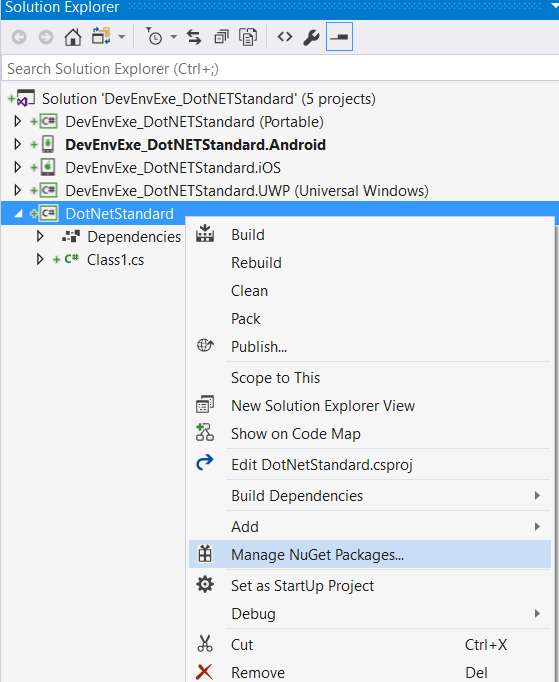 Solution Explorer
Search Solution Explorer (Ctrl+;)
Solution 'DevEnvExe_DotNETStandard' (5 projects)
C# DevEnvExe_DotNETStandard (Portable)
DevEnvExe_DotNETStandard.Android
DevEnvExe_DotNETStandard.iOS
C# DevEnvExe_DotNETStandard.UWP (Universal Windows)
C# DotNetStandard
Dependencies
C# Class1.cs
Build
Rebuild
Clean
Pack
Publish...
Scope to This
New Solution Explorer View
Show on Code Map
Edit DotNetStandard.csproj
Build Dependencies
Add
Manage NuGet Packages...
Set as StartUp Project
Debug
Cut Ctrl+X
Remove Del